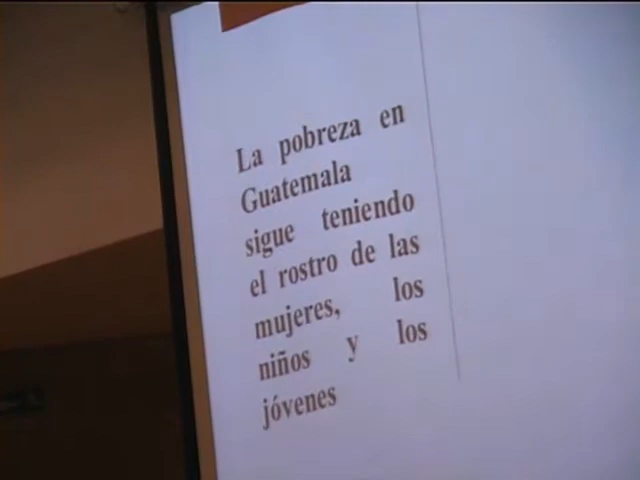 La pobreza en
Guatemala
sigue teniendo
el rostro de las
mujeres, los
niños y los
jóvenes